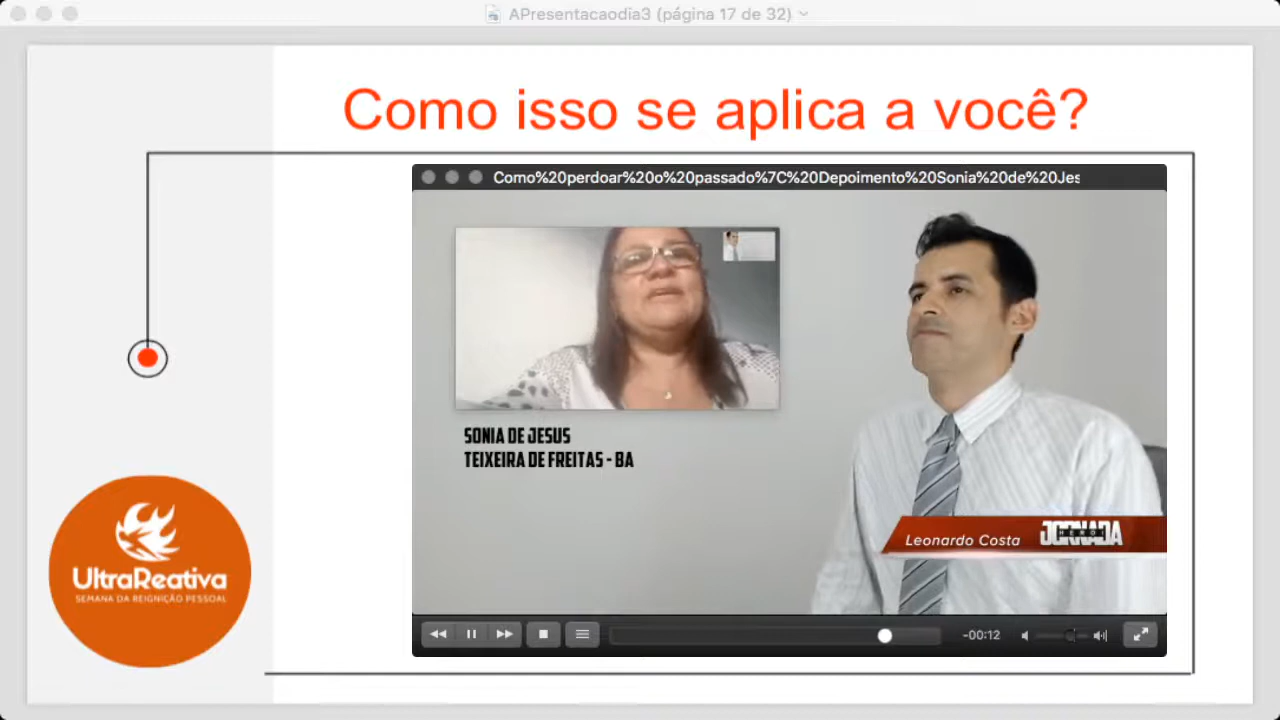 APresentacaodia3 (página 17 de 32)
Como isso se aplica a você?
Como%20perdoar%20o%20passado%7C%20Depoimento%20Sonia%20de%20Jes
SONIA DE JESUS
TEIXEIRA DE FREITAS - BA
Leonardo Costa
JORNADA
HERÓI
UltraReativa
SEMANA DA REIGNIÇÃO PESSOAL
-00:12